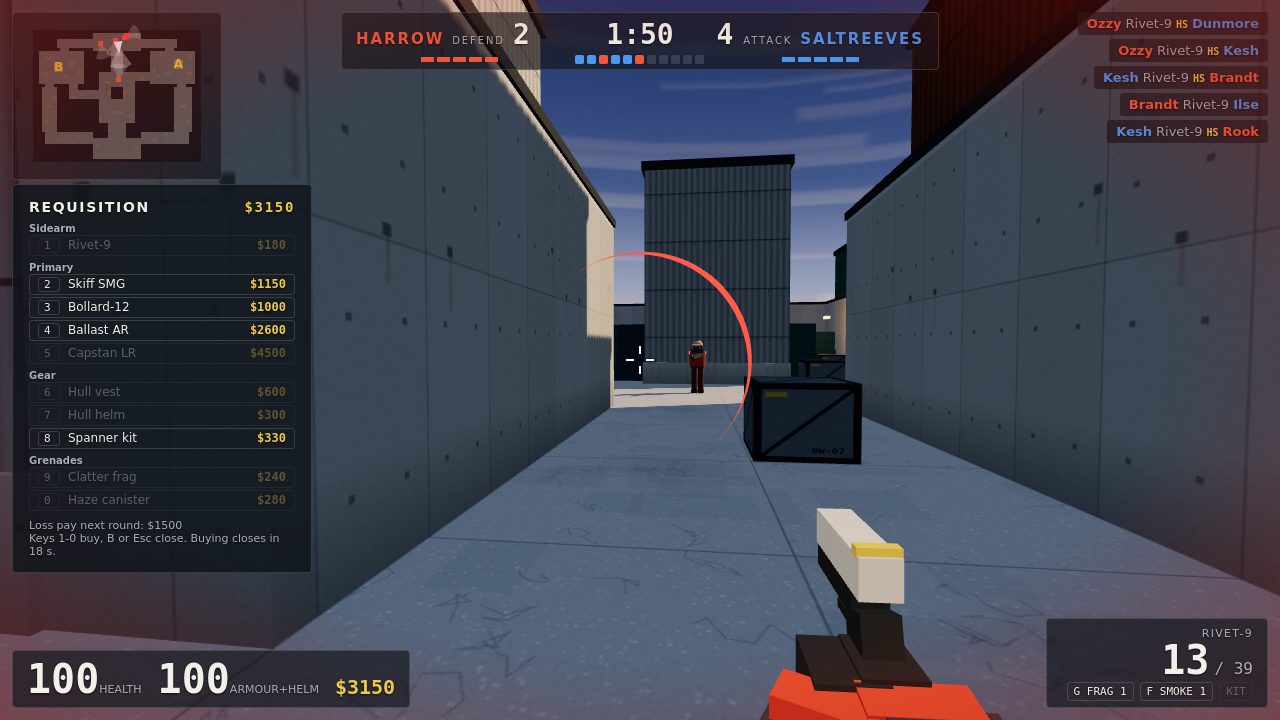 HARROW DEFEND 2 1:50 4 ATTACK SALTREEVES
B A
Ozzy Rivet-9 HS Dunmore
Ozzy Rivet-9 HS Kesh
Kesh Rivet-9 HS Brandt
Brandt Rivet-9 Ilse
Kesh Rivet-9 HS Rook
REQUISITION $3150
Sidearm
1 Rivet-9 $180
Primary
2 Skiff SMG $1150
3 Bollard-12 $1000
4 Ballast AR $2600
5 Capstan LR $4500
Gear
6 Hull vest $600
7 Hull helm $300
8 Spanner kit $330
Grenades
9 Clatter frag $240
0 Haze canister $280
Loss pay next round: $1500
Keys 1-0 buy, B or Esc close. Buying closes in
18 s.
100 HEALTH 100 ARMOUR+HELM $3150
RIVET-9
13 / 39
G FRAG 1 F SMOKE 1 KIT